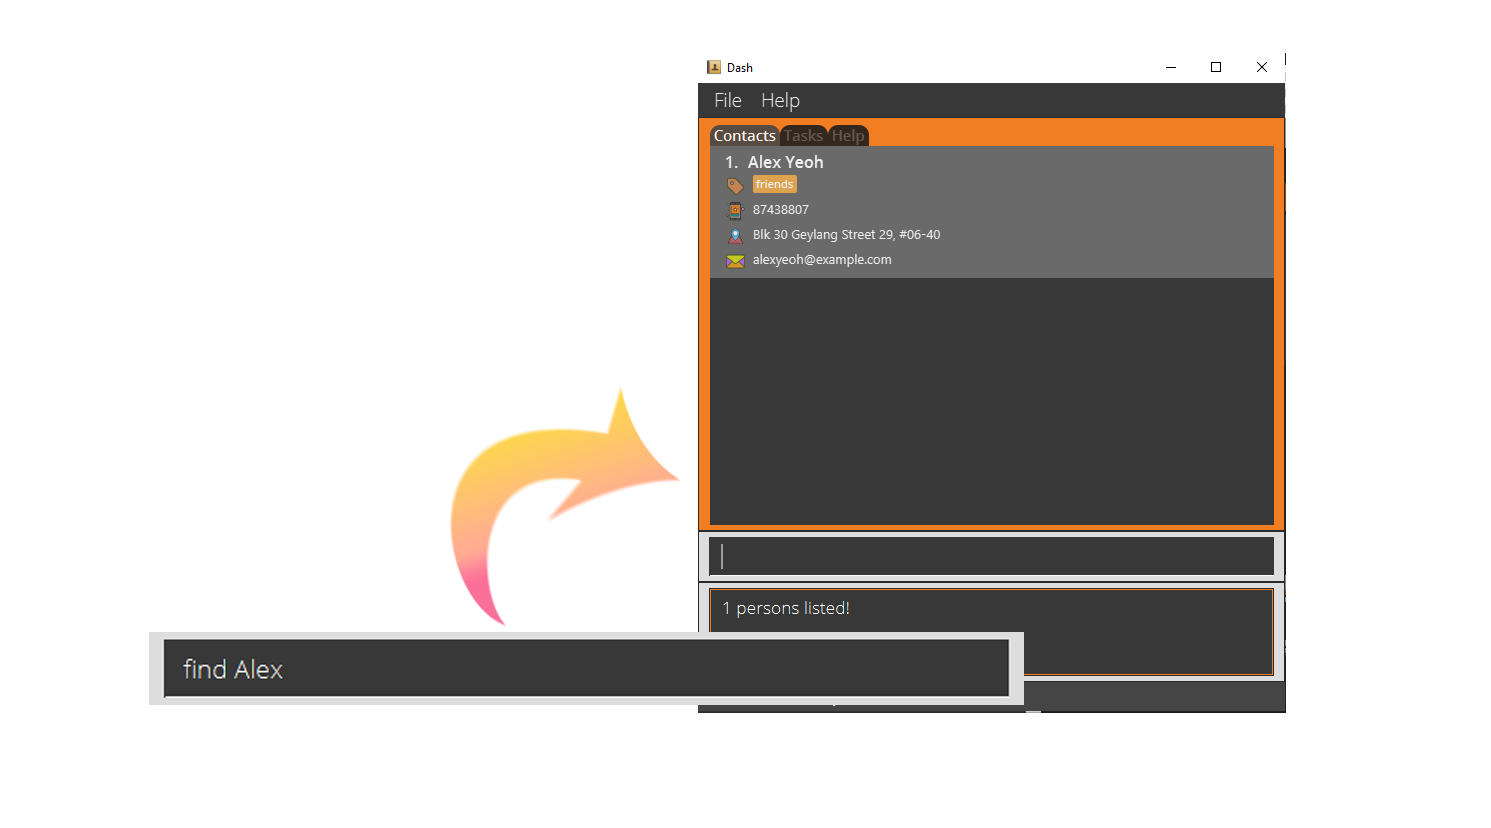 Dash
File Help
Contacts Tasks Help
1. Alex Yeoh
friends
87438807
Blk 30 Geylang Street 29, #06-40
alexyeoh@example.com
1 persons listed!
find Alex